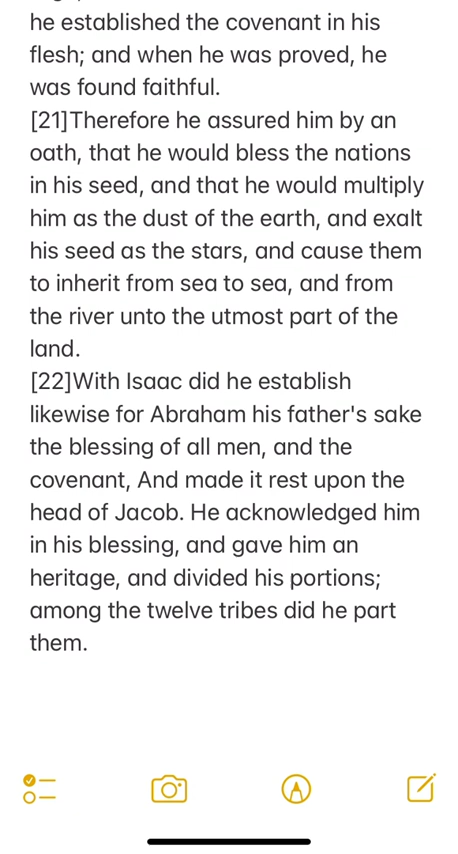 he established the covenant in his
flesh; and when he was proved, he
was found faithful.
[21]Therefore he assured him by an
oath, that he would bless the nations
in his seed, and that he would multiply
him as the dust of the earth, and exalt
his seed as the stars, and cause them
to inherit from sea to sea, and from
the river unto the utmost part of the
land.
[22]With Isaac did he establish
likewise for Abraham his father's sake
the blessing of all men, and the
covenant, And made it rest upon the
head of Jacob. He acknowledged him
in his blessing, and gave him an
heritage, and divided his portions;
among the twelve tribes did he part
them.